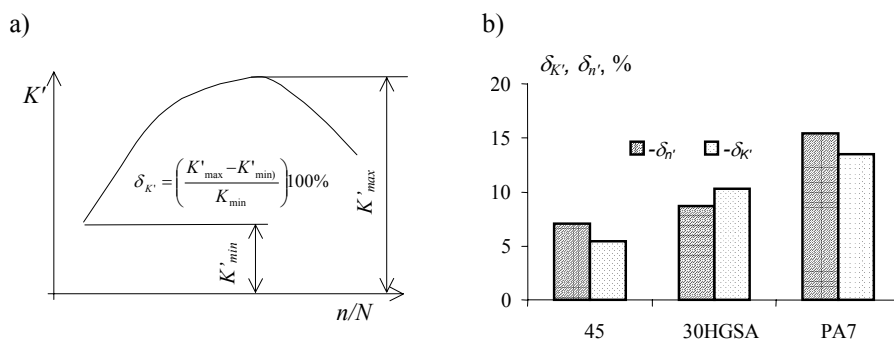 a)
K'
δK' = (K'max − K'min) / Kmin) 100%
K'min
K'max
n/N
b)
δK', δn', %
20
15
10
5
0
-δn'
-δK'
45
30HGSA
PA7